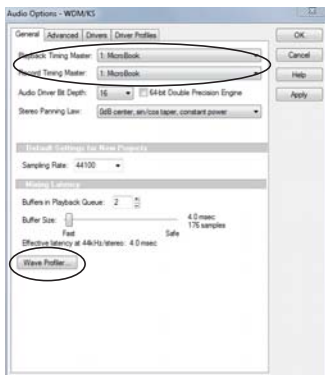 Audio Options - WDM/KS
General Advanced Drivers Driver Profiles
OK
Playback Timing Master: 1: MicroBook
Cancel
Record Timing Master: 1: MicroBook
Help
Audio Driver Bit Depth: 16 64-bit Double Precision Engine
Apply
Stereo Panning Law: 0dB center, sin/cos taper, constant power
Default Settings for New Projects
Sampling Rate: 44100
Mixing Latency
Buffers in Playback Queue: 2
Buffer Size: 4.0 msec
176 samples
Fast Safe
Effective latency at 44kHz/stereo: 4.0 msec
Wave Profiler...